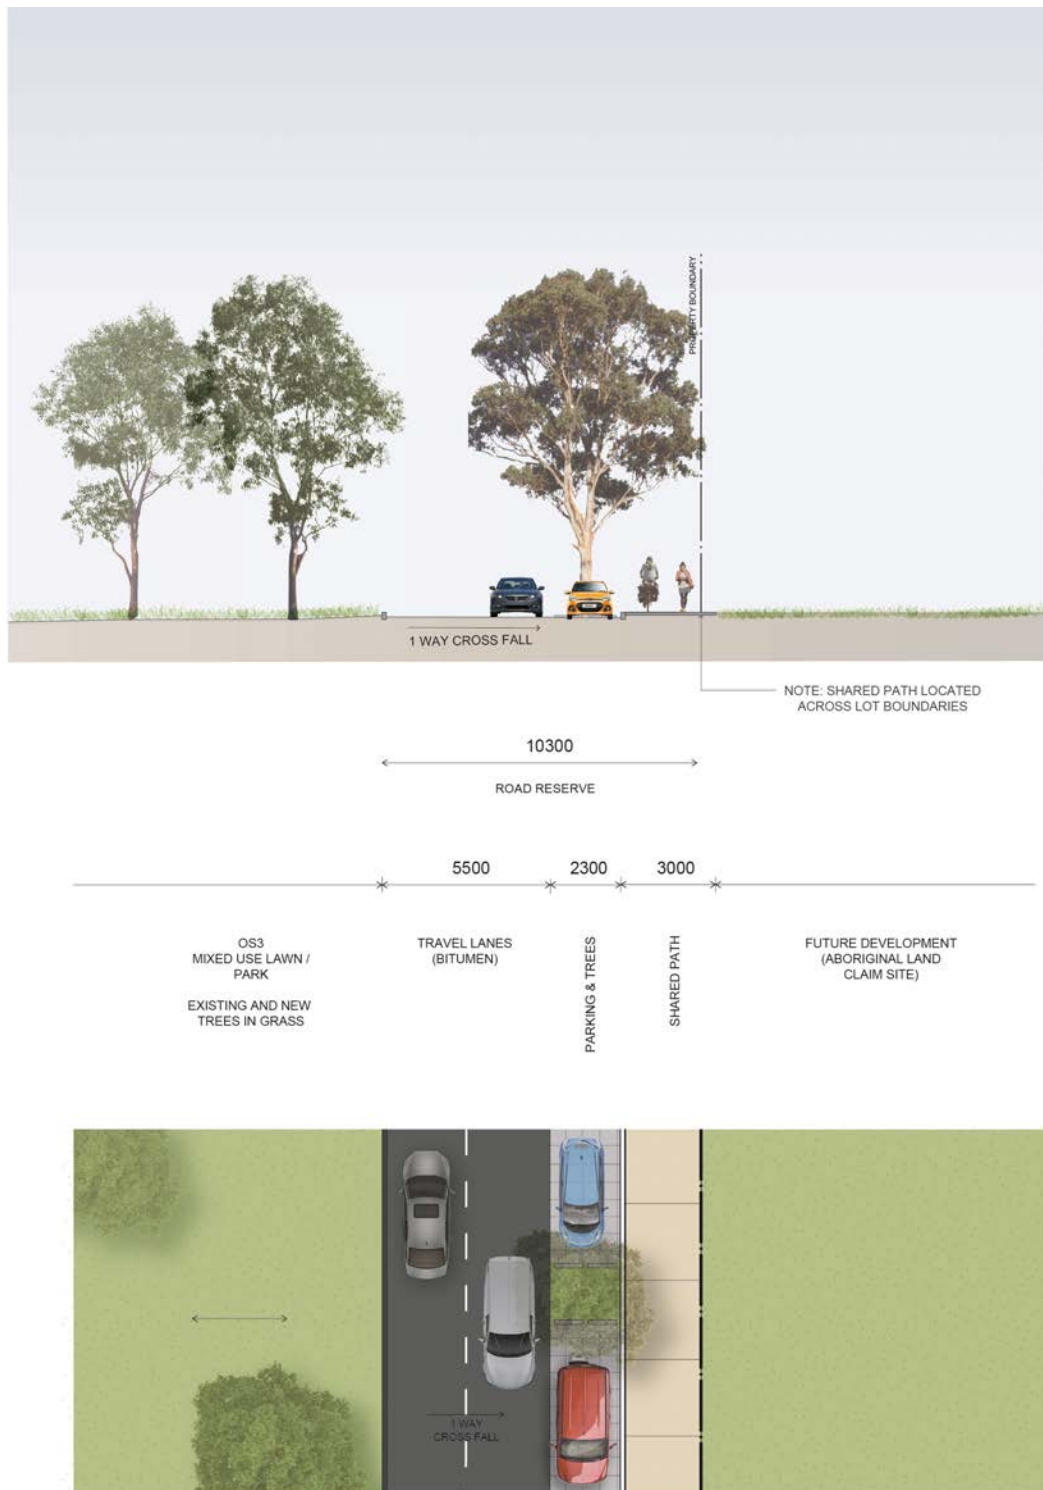 PROPERTY BOUNDARY
1 WAY CROSS FALL
NOTE: SHARED PATH LOCATED
ACROSS LOT BOUNDARIES
10300
ROAD RESERVE
5500
2300
3000
OS3
MIXED USE LAWN /
PARK
EXISTING AND NEW
TREES IN GRASS
TRAVEL LANES
(BITUMEN)
PARKING & TREES
SHARED PATH
FUTURE DEVELOPMENT
(ABORIGINAL LAND
CLAIM SITE)
1 WAY
CROSS FALL